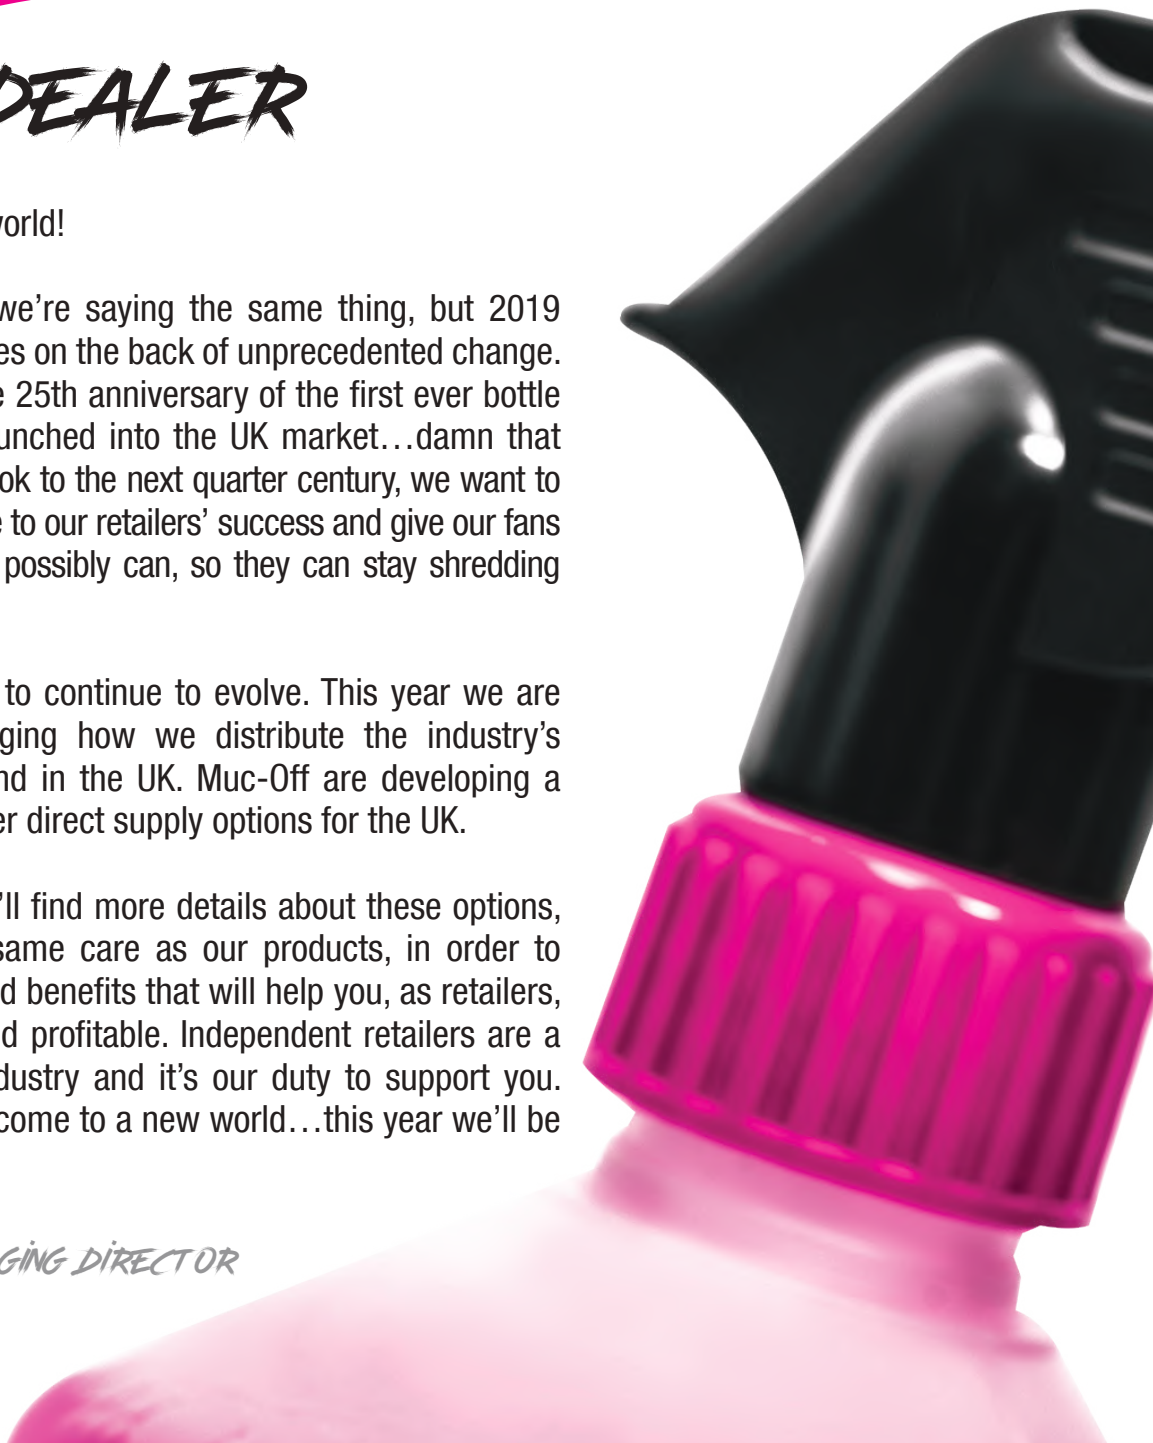 DEALER
world!
we're saying the same thing, but 2019
es on the back of unprecedented change.
e 25th anniversary of the first ever bottle
unched into the UK market…damn that
ok to the next quarter century, we want to
e to our retailers' success and give our fans
possibly can, so they can stay shredding
to continue to evolve. This year we are
ging how we distribute the industry's
nd in the UK. Muc-Off are developing a
er direct supply options for the UK.
'll find more details about these options,
same care as our products, in order to
d benefits that will help you, as retailers,
d profitable. Independent retailers are a
dustry and it's our duty to support you.
come to a new world…this year we'll be
GING DIRECTOR